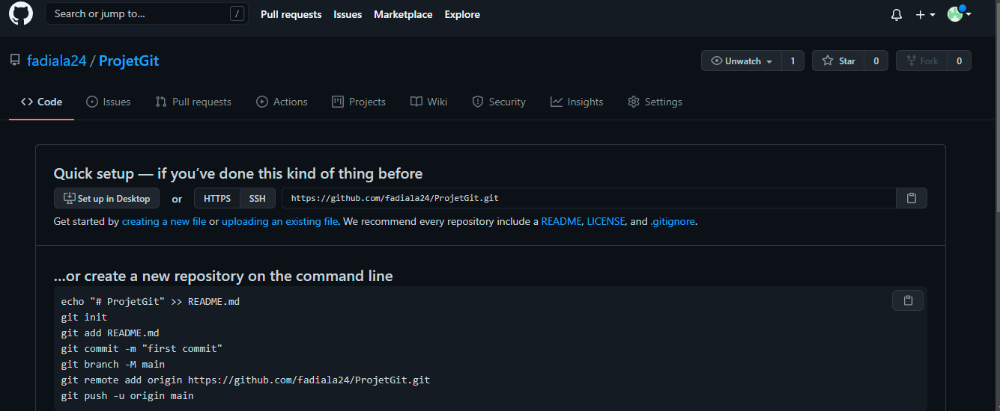 Search or jump to... /
Pull requests Issues Marketplace Explore
fadiala24 / ProjetGit
Unwatch 1 Star 0 Fork 0
Code Issues Pull requests Actions Projects Wiki Security Insights Settings
Quick setup — if you’ve done this kind of thing before
Set up in Desktop or HTTPS SSH https://github.com/fadiala24/ProjetGit.git
Get started by creating a new file or uploading an existing file. We recommend every repository include a README, LICENSE, and .gitignore.
…or create a new repository on the command line
echo "# ProjetGit" >> README.md
git init
git add README.md
git commit -m "first commit"
git branch -M main
git remote add origin https://github.com/fadiala24/ProjetGit.git
git push -u origin main